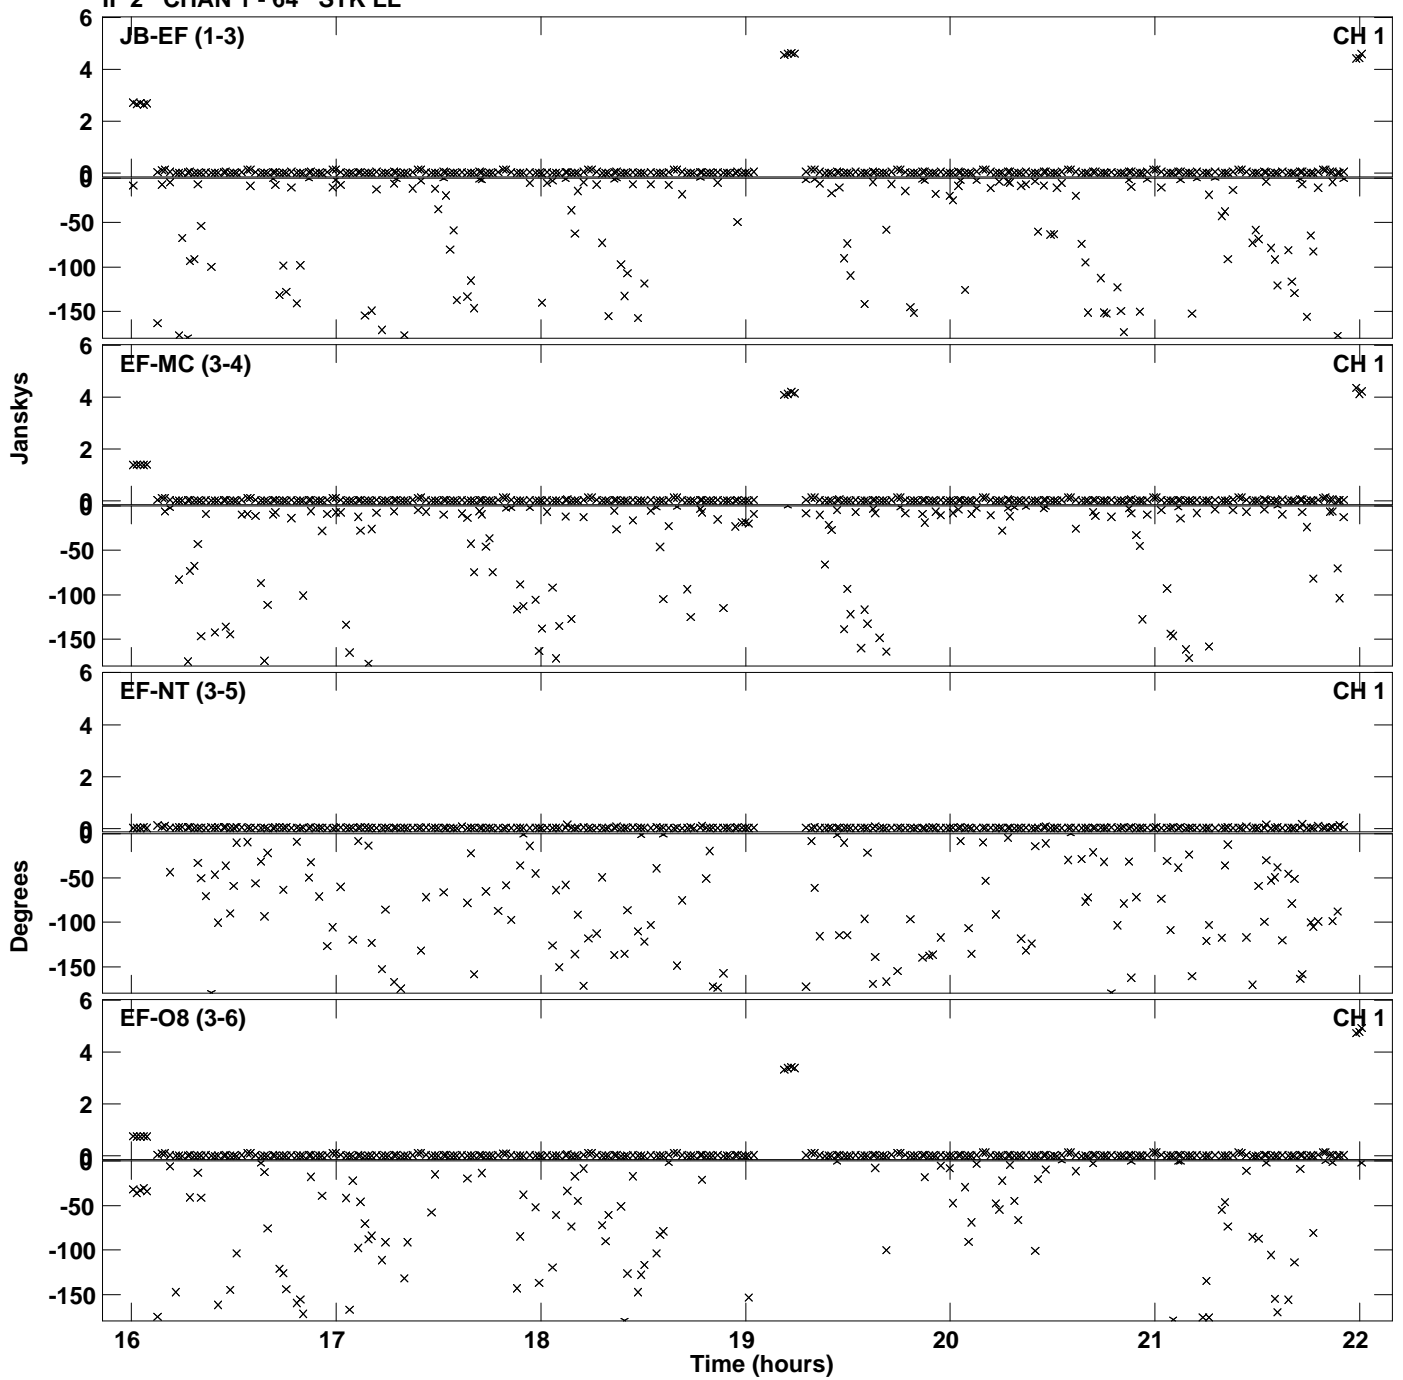 IF 2 CHAN 1 - 64 STK LL
6
JB-EF (1-3)
CH 1
4
2
0
0
-50
-100
-150
6
EF-MC (3-4)
CH 1
4
2
0
0
-50
-100
-150
6
EF-NT (3-5)
CH 1
4
2
0
0
-50
-100
-150
6
EF-O8 (3-6)
CH 1
4
2
0
0
-50
-100
-150
Janskys
Degrees
16 17 18 19 20 21 22
Time (hours)